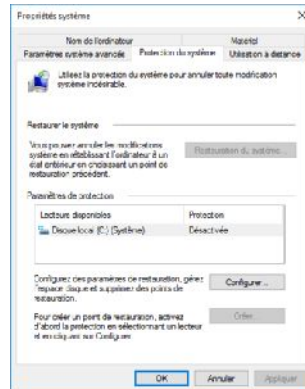 Propriétés système
Nom de l'ordinateur
Matériel
Paramètres système avancés
Protection du système
Utilisation à distance
Utilisez la protection du système pour annuler toute modification
système indésirable.
Restaurer le système
Vous pouvez annuler les modifications
système en rétablissant l'ordinateur à un
état antérieur en choisissant un point de
restauration précédent.
Restauration du système...
Paramètres de protection
Lecteurs disponibles
Protection
Disque local (C:) (Système)
Désactivée
Configurez des paramètres de restauration, gérez
l'espace disque et supprimez des points de
restauration.
Configurer...
Pour créer un point de restauration, activez
d'abord la protection en sélectionnant un lecteur
et en cliquant sur Configurer.
Créer...
OK
Annuler
Appliquer